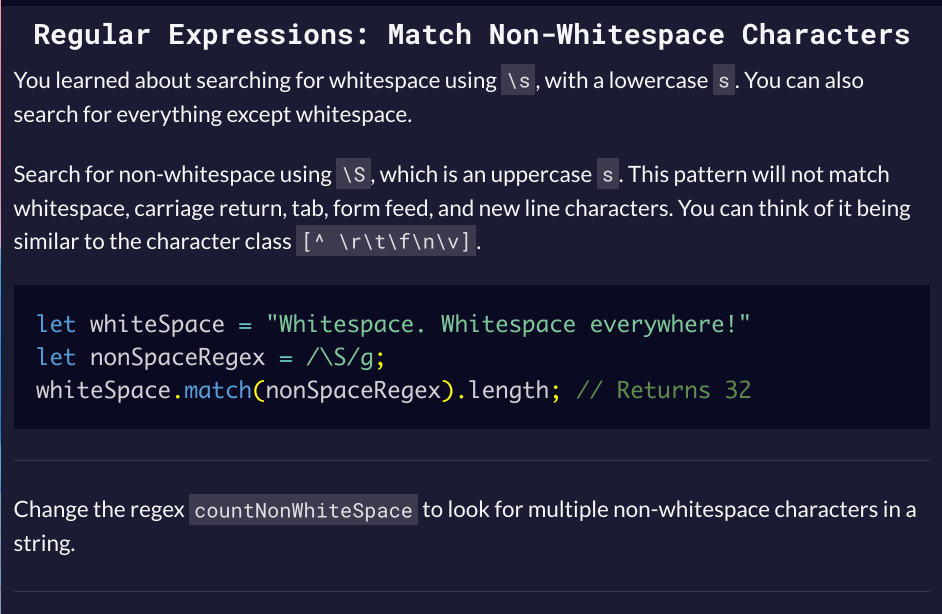 Regular Expressions: Match Non-Whitespace Characters
You learned about searching for whitespace using \s, with a lowercase s. You can also
search for everything except whitespace.
Search for non-whitespace using \S, which is an uppercase s. This pattern will not match
whitespace, carriage return, tab, form feed, and new line characters. You can think of it being
similar to the character class [^ \r\t\f\n\v].
let whiteSpace = "Whitespace. Whitespace everywhere!"
let nonSpaceRegex = /\S/g;
whiteSpace.match(nonSpaceRegex).length; // Returns 32
Change the regex countNonWhiteSpace to look for multiple non-whitespace characters in a
string.